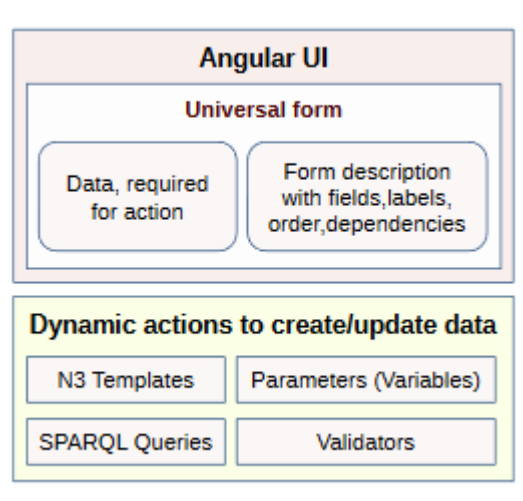 Angular UI
Universal form
Data, required
for action
Form description
with fields,labels,
order,dependencies
Dynamic actions to create/update data
N3 Templates
Parameters (Variables)
SPARQL Queries
Validators